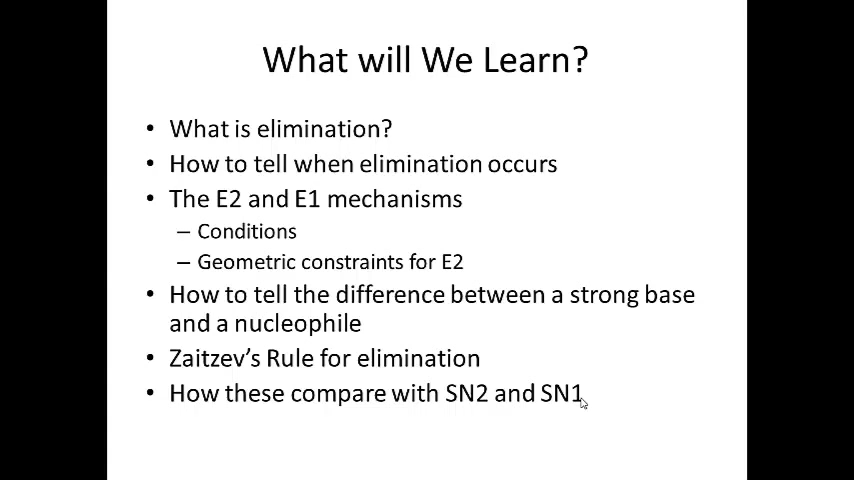 What will We Learn?
• What is elimination?
• How to tell when elimination occurs
• The E2 and E1 mechanisms
– Conditions
– Geometric constraints for E2
• How to tell the difference between a strong base
and a nucleophile
• Zaitzev's Rule for elimination
• How these compare with SN2 and SN1